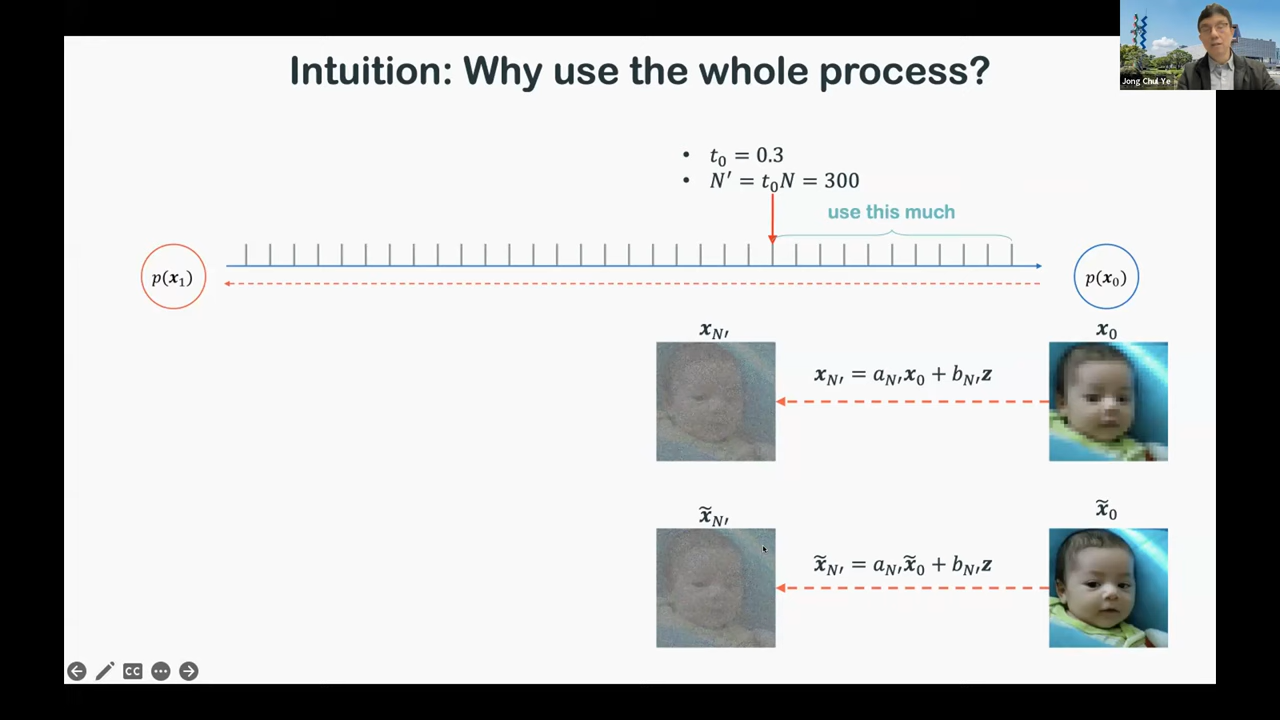 Intuition: Why use the whole process?
Jong Chul Ye
• t₀ = 0.3
• N′ = t₀N = 300
use this much
p(x₁)
p(x₀)
x_N′
x₀
x_N′ = a_N′x₀ + b_N′z
x̃_N′
x̃₀
x̃_N′ = a_N′x̃₀ + b_N′z
CC